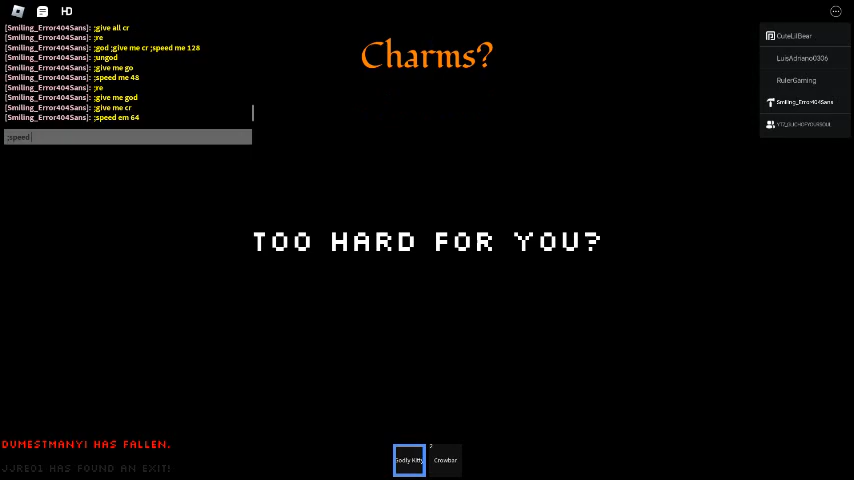 HD
[Smiling_Error404Sans]: ;give all cr
[Smiling_Error404Sans]: ;re
[Smiling_Error404Sans]: ;god ;give me cr ;speed me 128
[Smiling_Error404Sans]: ;ungod
[Smiling_Error404Sans]: ;give me go
[Smiling_Error404Sans]: ;speed me 48
[Smiling_Error404Sans]: ;re
[Smiling_Error404Sans]: ;give me god
[Smiling_Error404Sans]: ;give me cr
[Smiling_Error404Sans]: ;speed em 64
;speed
Charms?
CuteLilBear
LuisAdriano0306
RulerGaming
Smiling_Error404Sans
TOO HARD FOR YOU?
DUMESTMANY1 HAS FALLEN.
JJRE01 HAS FOUND AN EXIT!
Godly Kitty
2
Crowbar